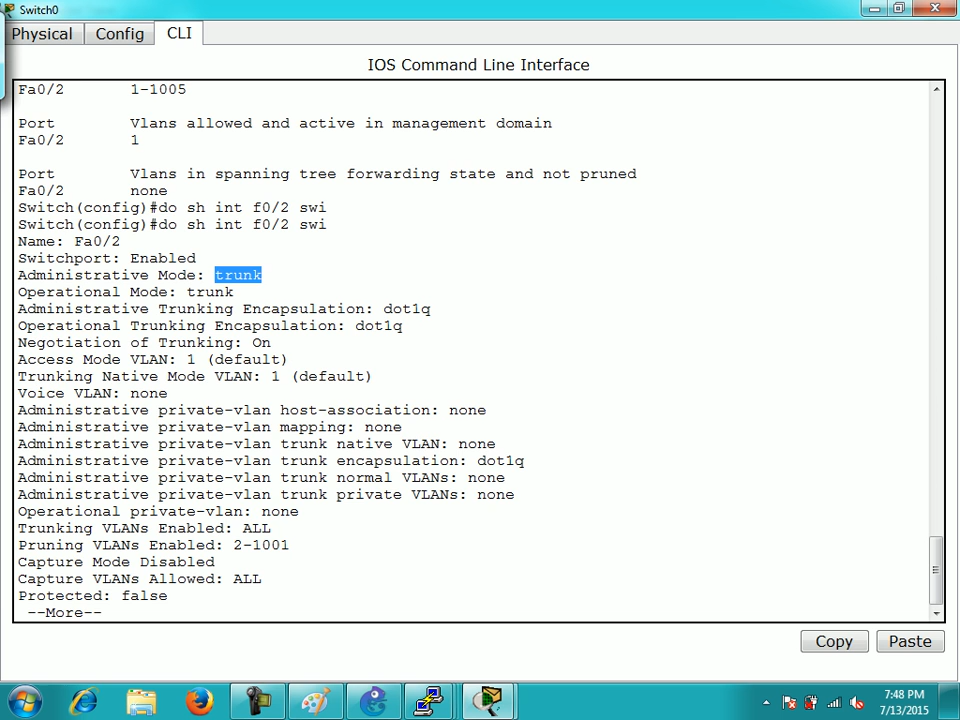 Switch0
Physical Config CLI
IOS Command Line Interface
Fa0/2 1-1005
Port Vlans allowed and active in management domain
Fa0/2 1
Port Vlans in spanning tree forwarding state and not pruned
Fa0/2 none
Switch(config)#do sh int f0/2 swi
Switch(config)#do sh int f0/2 swi
Name: Fa0/2
Switchport: Enabled
Administrative Mode: trunk
Operational Mode: trunk
Administrative Trunking Encapsulation: dot1q
Operational Trunking Encapsulation: dot1q
Negotiation of Trunking: On
Access Mode VLAN: 1 (default)
Trunking Native Mode VLAN: 1 (default)
Voice VLAN: none
Administrative private-vlan host-association: none
Administrative private-vlan mapping: none
Administrative private-vlan trunk native VLAN: none
Administrative private-vlan trunk encapsulation: dot1q
Administrative private-vlan trunk normal VLANs: none
Administrative private-vlan trunk private VLANs: none
Operational private-vlan: none
Trunking VLANs Enabled: ALL
Pruning VLANs Enabled: 2-1001
Capture Mode Disabled
Capture VLANs Allowed: ALL
Protected: false
--More--
Copy Paste
7:48 PM
7/13/2015